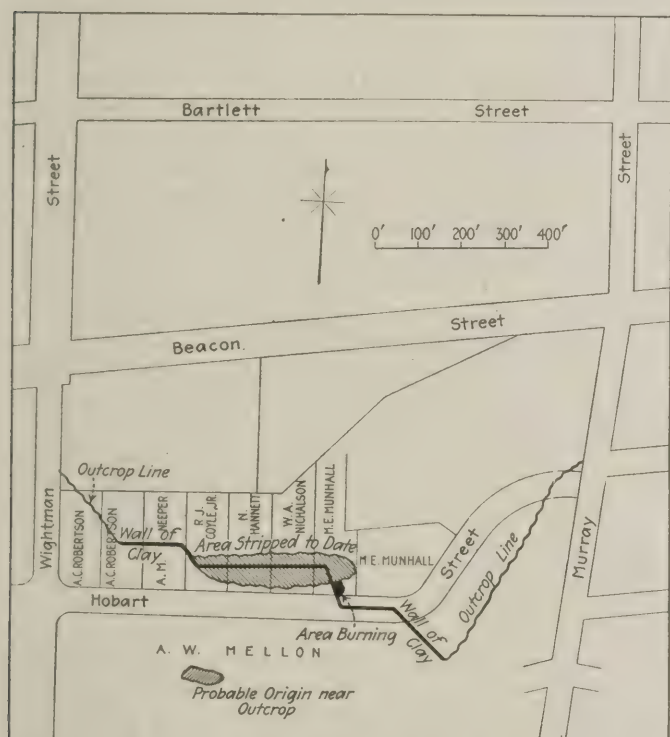 Bartlett Street
Street
Street
0' 100' 200' 300' 400'
Beacon. Street
Outcrop Line
Wightman
A.C.ROBERTSON
A.C.ROBERTSON
A.M. NEEPER
R.J. COYLE, JR.
N. HANNETT
W.A. NICHALSON
M.E.MUNHALL
Wall of Clay
Area Stripped to Date
M.E.MUNHALL
Street
Outcrop Line
Murray
Hobart
Wall of Clay
Area Burning
A. W. MELLON
Probable Origin near
Outcrop